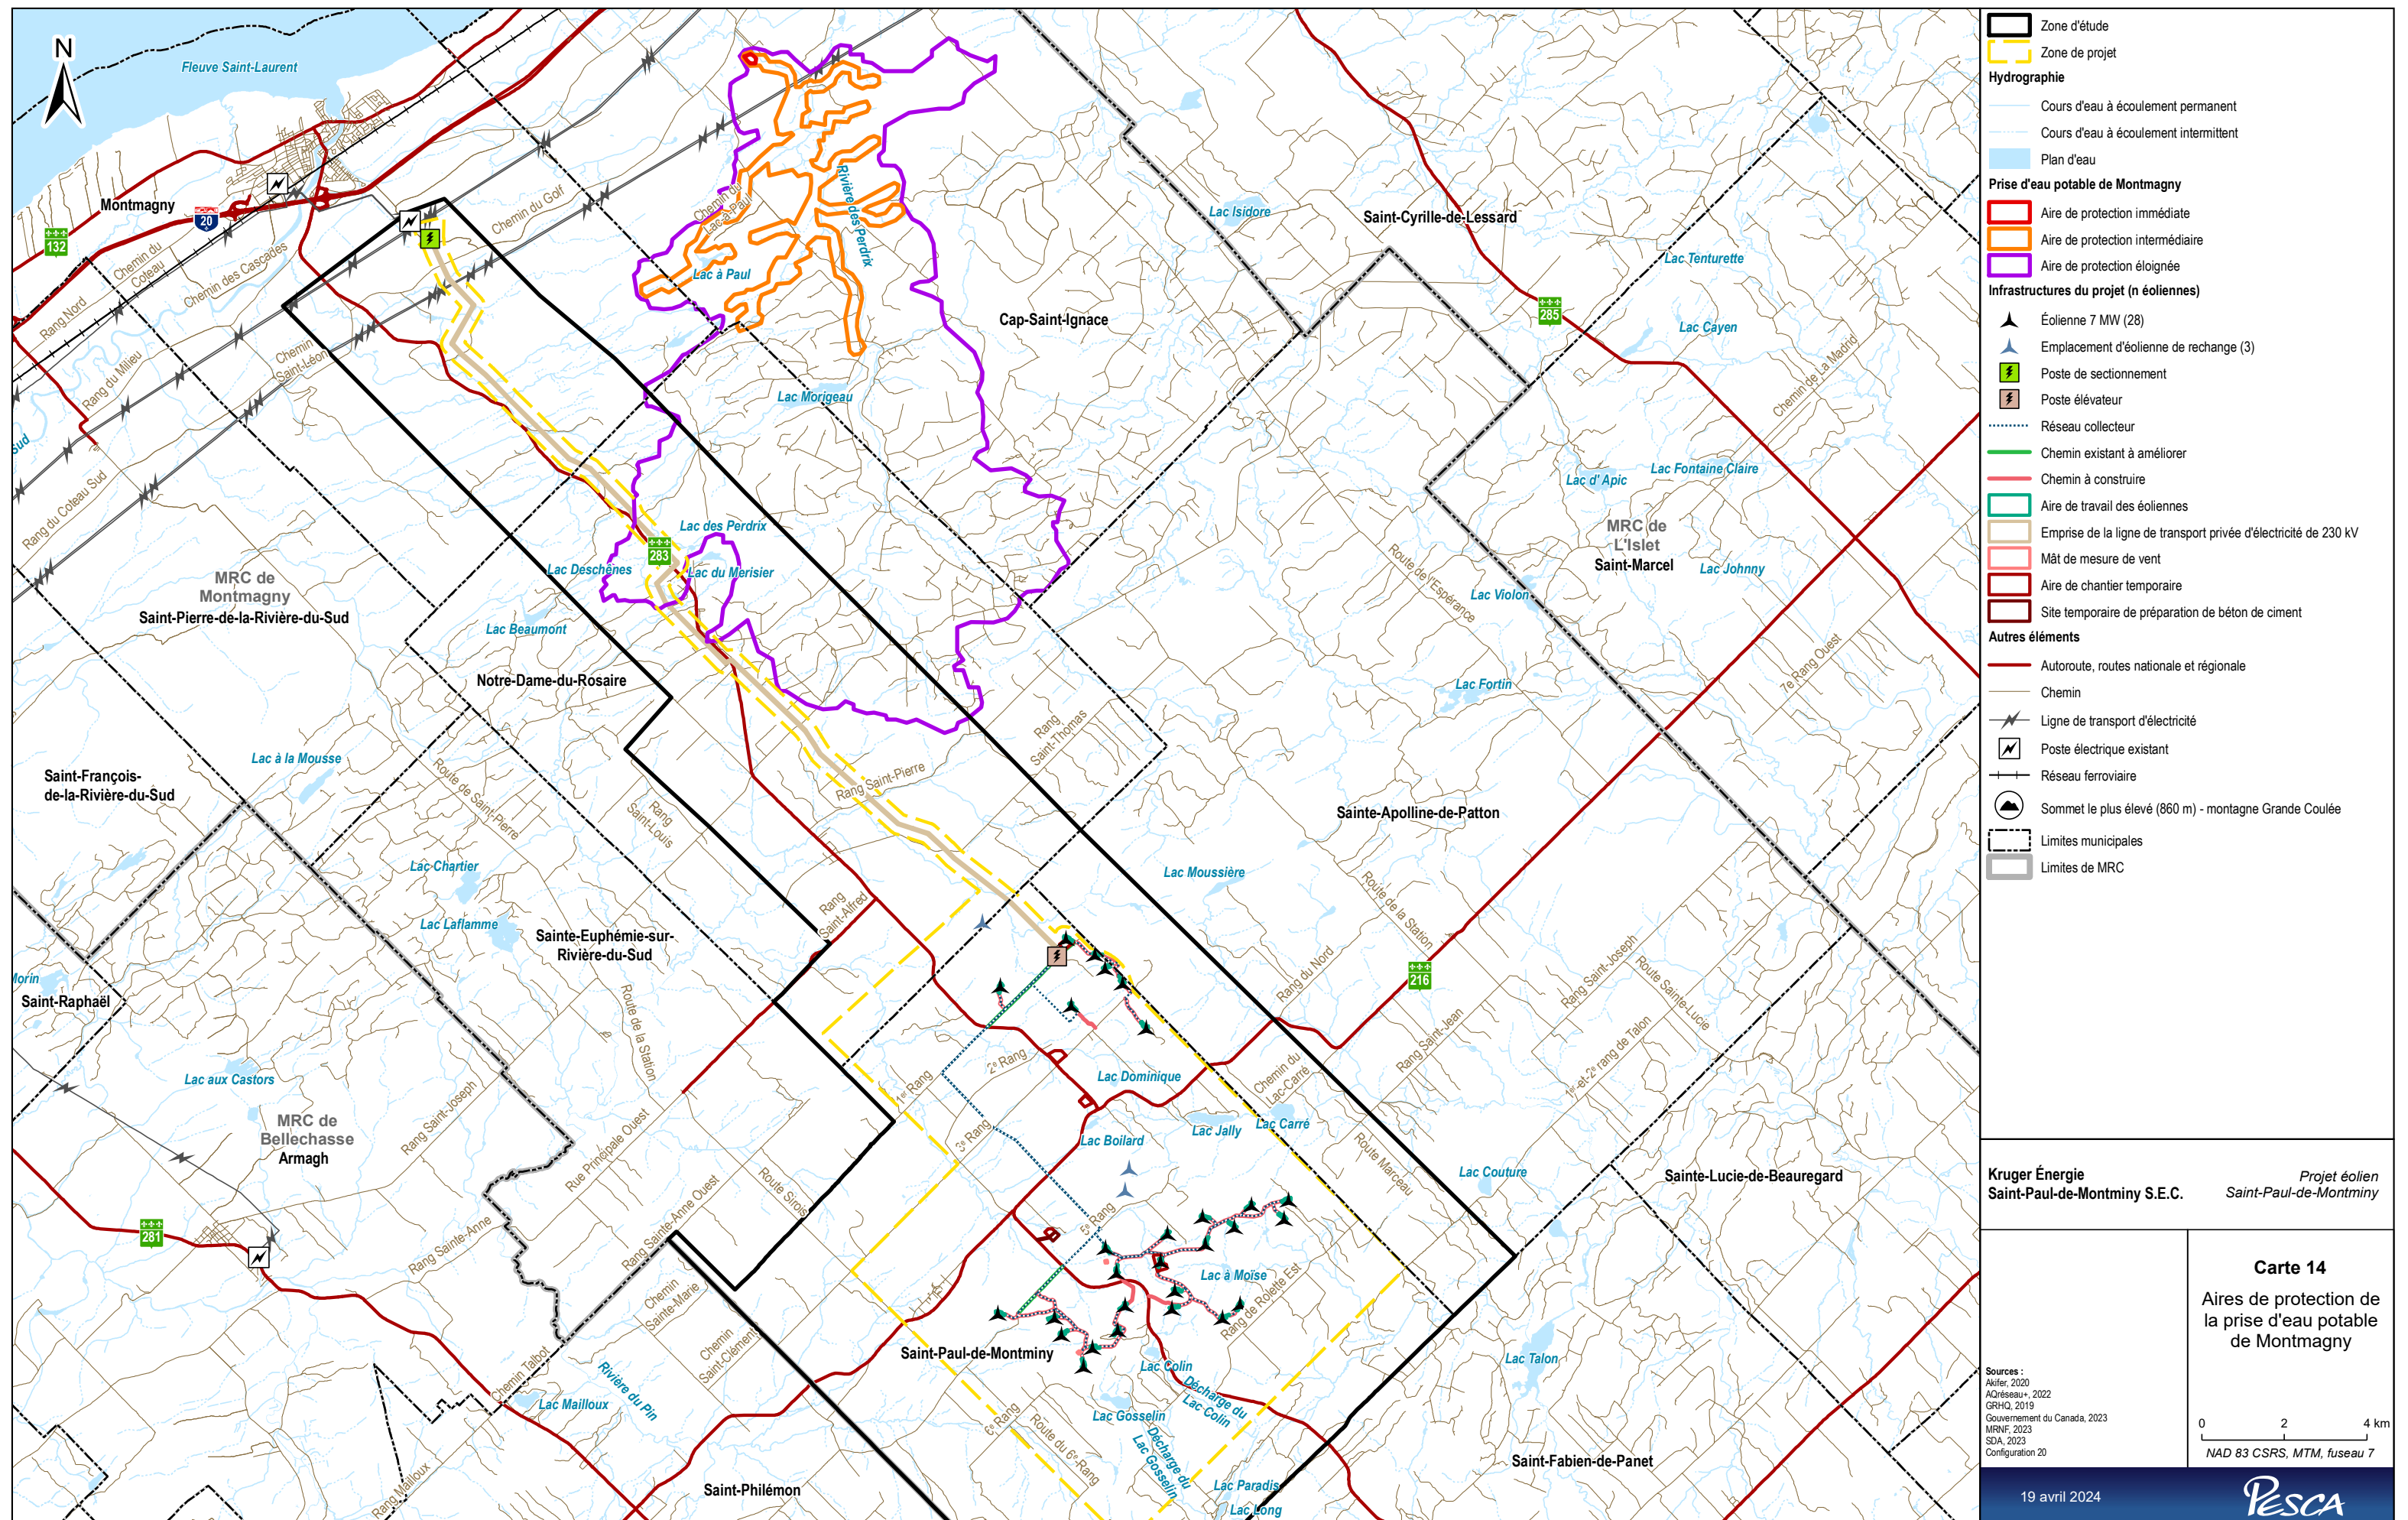 N
Fleuve Saint-Laurent
Montmagny
20
132
Chemin du
Coteau
Chemin des Cascades
Rang Nord
Rang du Milieu
Chemin
Saint-Léon
Chemin du Golf
Rang du Coteau Sud
Sud
Chemin du
Lac-à-Paul
Rivière des Perdrix
Lac à Paul
Lac Morigeau
Cap-Saint-Ignace
Lac Isidore
Saint-Cyrille-de-Lessard
285
Lac Tenturette
Lac Cayen
Chemin de La Madrid
Lac Fontaine Claire
Lac d' Apic
MRC de
L'Islet
Saint-Marcel
Lac Johnny
Lac Violon
Route de l'Espérance
7e Rang Ouest
Lac Fortin
MRC de
Montmagny
Saint-Pierre-de-la-Rivière-du-Sud
Lac des Perdrix
283
Lac Deschênes
Lac du Merisier
Lac Beaumont
Notre-Dame-du-Rosaire
Rang
Saint-Thomas
Rang Saint-Pierre
Lac à la Mousse
Saint-François-
de-la-Rivière-du-Sud
Route de Saint-Pierre
Rang
Saint-Louis
Sainte-Apolline-de-Patton
Lac Chartier
Lac Moussière
Lac Laflamme
Sainte-Euphémie-sur-
Rivière-du-Sud
Rang
Saint-Alfred
Route de la Station
Morin
Saint-Raphaël
Route de la Station
Rang du Nord
216
Rang Saint-Joseph
Route Sainte-Lucie
Rang Saint-Jean
1er-et-2e rang de Talon
Lac aux Castors
Rang Saint-Joseph
MRC de
Bellechasse
Armagh
2e Rang
1er Rang
3e Rang
Lac Dominique
Chemin du
Lac-Carré
Lac Jally
Lac Carré
Lac Boilard
Route Marceau
Lac Couture
Sainte-Lucie-de-Beauregard
Rue Principale Ouest
Route Sirois
Rang Sainte-Anne Ouest
Rang Sainte-Anne
281
5e Rang
Lac à Moïse
Rang de Rolette Est
Chemin
Sainte-Marie
Chemin
Saint-Clément
Chemin Talbot
Saint-Paul-de-Montminy
Lac Colin
Lac Talon
Lac Mailloux
Rivière du Pin
Décharge du
Lac Colin
Lac Gosselin
6e Rang
Route du 6e Rang
Décharge du
Lac Gosselin
Saint-Fabien-de-Panet
Rang Mailloux
Saint-Philémon
Lac Paradis
Lac Long
Zone d'étude
Zone de projet
Hydrographie
Cours d'eau à écoulement permanent
Cours d'eau à écoulement intermittent
Plan d'eau
Prise d'eau potable de Montmagny
Aire de protection immédiate
Aire de protection intermédiaire
Aire de protection éloignée
Infrastructures du projet (n éoliennes)
Éolienne 7 MW (28)
Emplacement d'éolienne de rechange (3)
Poste de sectionnement
Poste élévateur
Réseau collecteur
Chemin existant à améliorer
Chemin à construire
Aire de travail des éoliennes
Emprise de la ligne de transport privée d'électricité de 230 kV
Mât de mesure de vent
Aire de chantier temporaire
Site temporaire de préparation de béton de ciment
Autres éléments
Autoroute, routes nationale et régionale
Chemin
Ligne de transport d'électricité
Poste électrique existant
Réseau ferroviaire
Sommet le plus élevé (860 m) - montagne Grande Coulée
Limites municipales
Limites de MRC
Kruger Énergie
Saint-Paul-de-Montminy S.E.C.
Projet éolien
Saint-Paul-de-Montminy
Carte 14
Aires de protection de
la prise d'eau potable
de Montmagny
Sources :
Akifer, 2020
AQréseau+, 2022
GRHQ, 2019
Gouvernement du Canada, 2023
MRNF, 2023
SDA, 2023
Configuration 20
0 2 4 km
NAD 83 CSRS, MTM, fuseau 7
19 avril 2024
PESCA